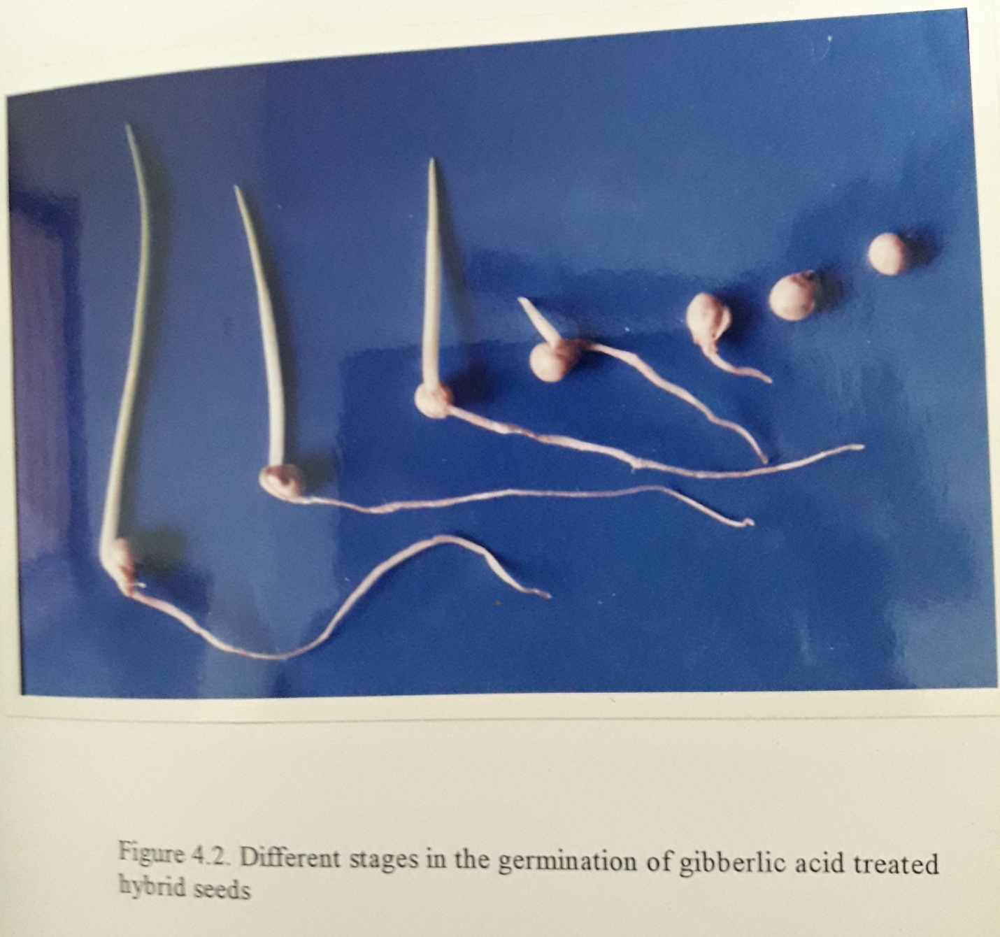 Figure 4.2. Different stages in the germination of gibberlic acid treated
hybrid seeds